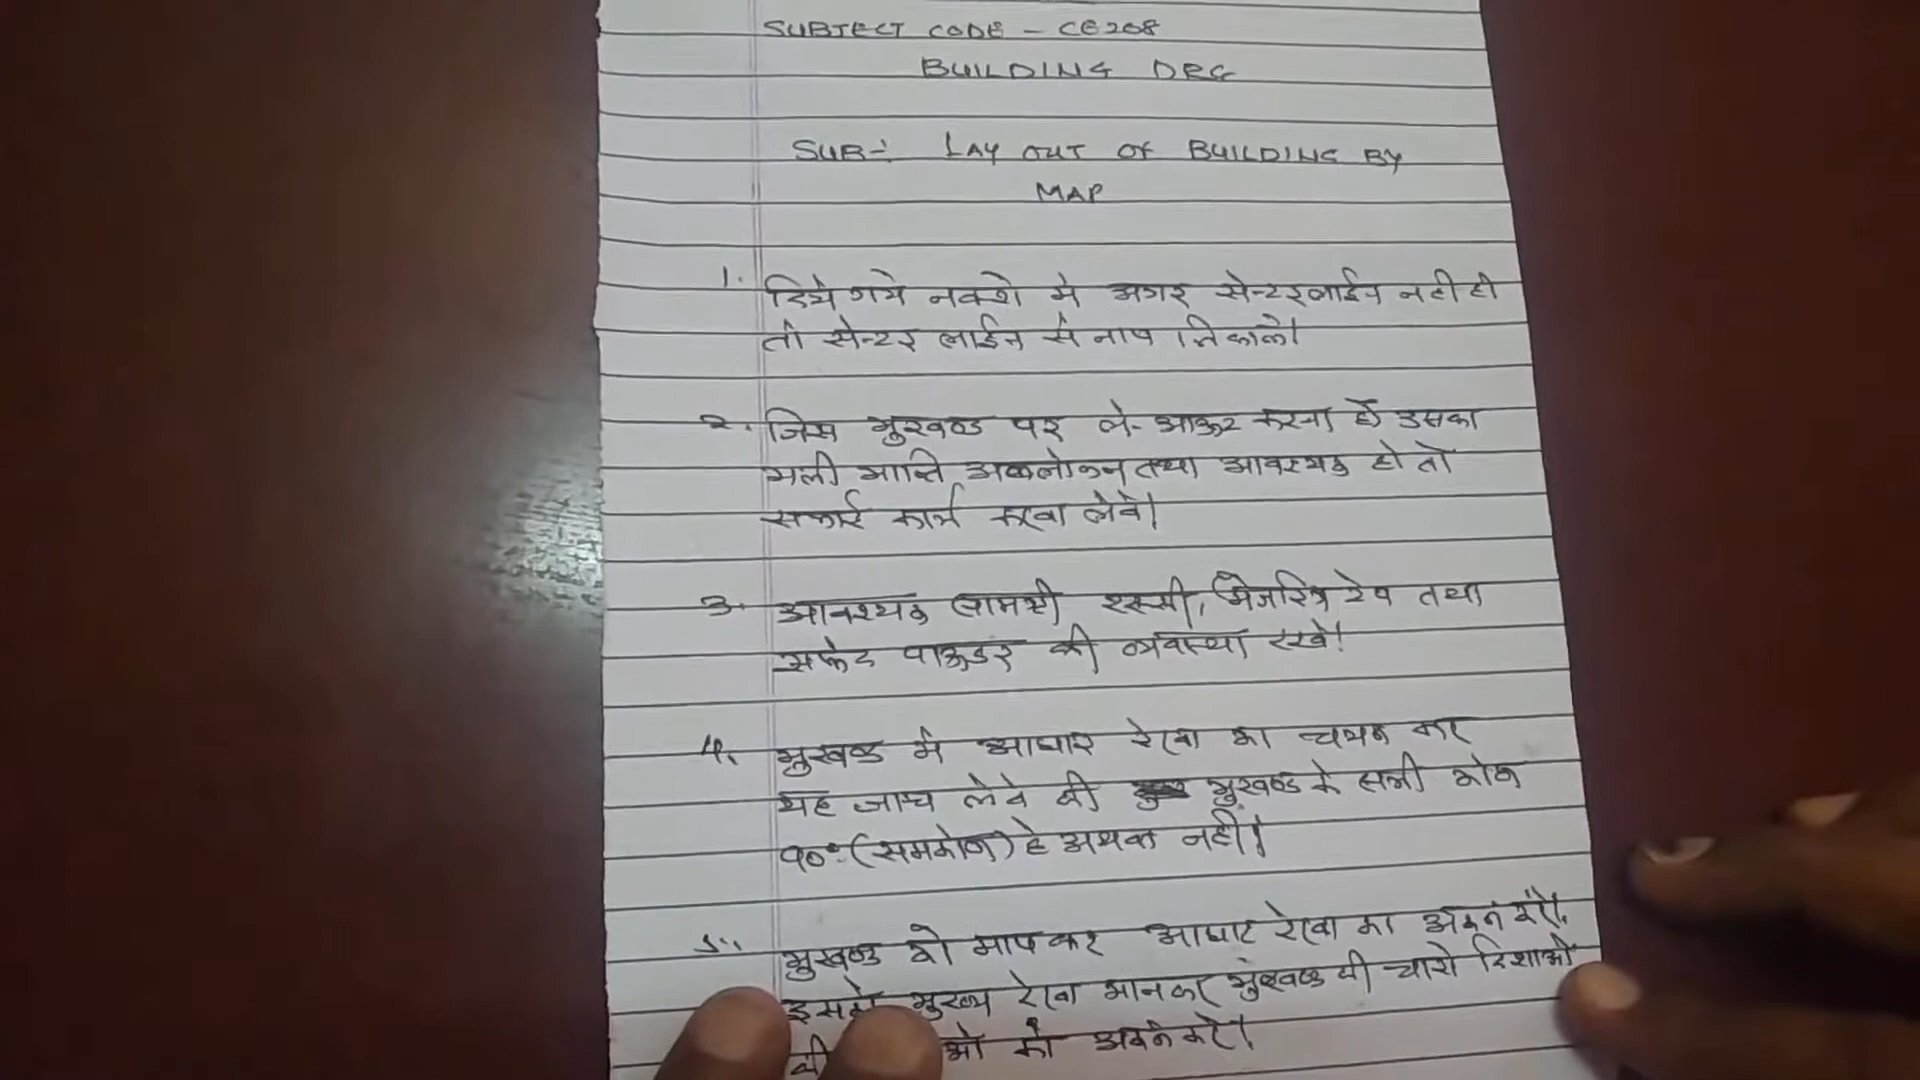 SUBJECT CODE - CE208
BUILDING DRG
SUB-: LAY OUT OF BUILDING BY
MAP
1. दिये गये नक्शे मे अगर सेन्टरलाईन नही हो
तो सेन्टर लाईन से नाप निकाले।
2. जिस भुखण्ड पर ले-आऊट करना हो उसका
भली भाति अवलोकन तथा आवश्यक हो तो
सफाई कार्य करवा लेवे।
3. आवश्यक सामग्री रस्सी, मेजरिंग टेप तथा
सफेद पाऊडर की व्यवस्था रखे!
4. भुखण्ड मे आधार रेखा का चयन कर
यह जाच लेवे की भुखण्ड के सभी कोण
90° (समकोण) हे अथवा नही!
5. भुखण्ड को मापकर आधार रेखा का अंकन करे।
इसमे मुख्य रेखा मानकर भुखण्ड की चारो दिशाओ
की को अंकन करे।